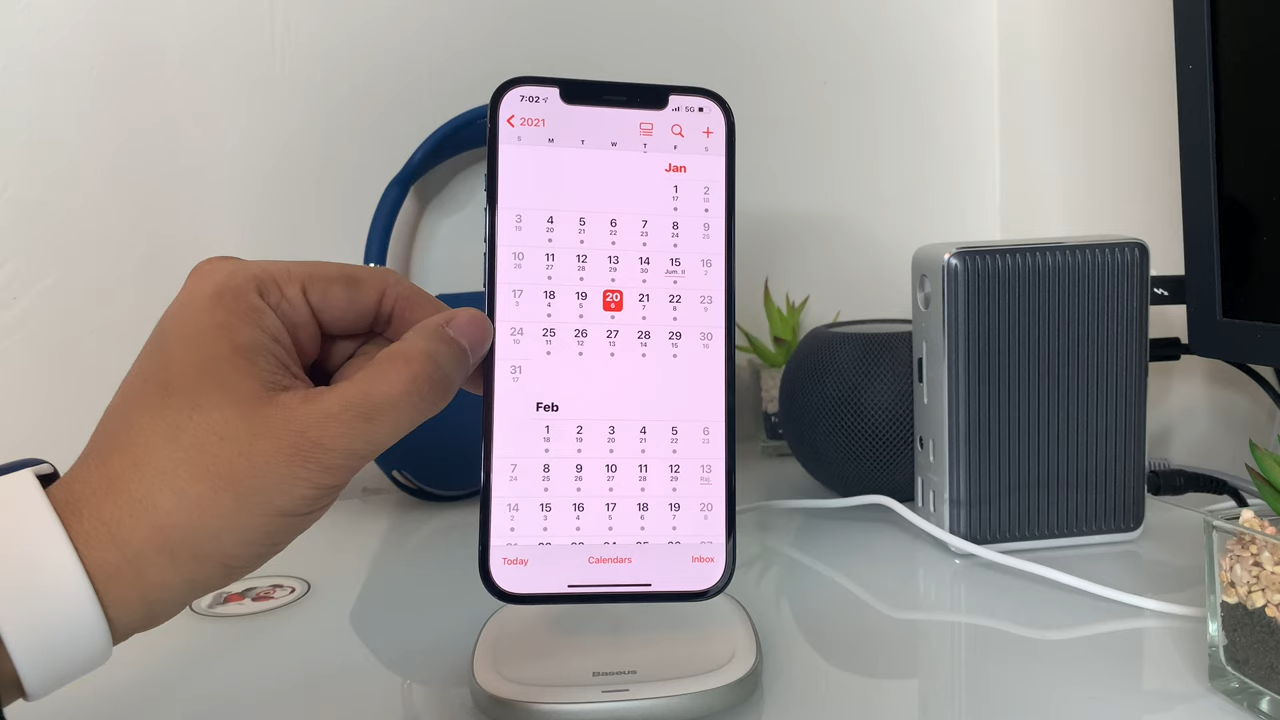 7:02 5G
2021
S M T W T F S
Jan
1 2
17 18
3 4 5 6 7 8 9
19 20 21 22 23 24 25
10 11 12 13 14 15 16
26 27 28 29 30 Jum. II 2
17 18 19 20 21 22 23
3 4 5 6 7 8 9
24 25 26 27 28 29 30
10 11 12 13 14 15 16
31
17
Feb
1 2 3 4 5 6
18 19 20 21 22 23
7 8 9 10 11 12 13
24 25 26 27 28 29 Raj.
14 15 16 17 18 19 20
2 3 4 5 6 7 8
Today Calendars Inbox
Baseus